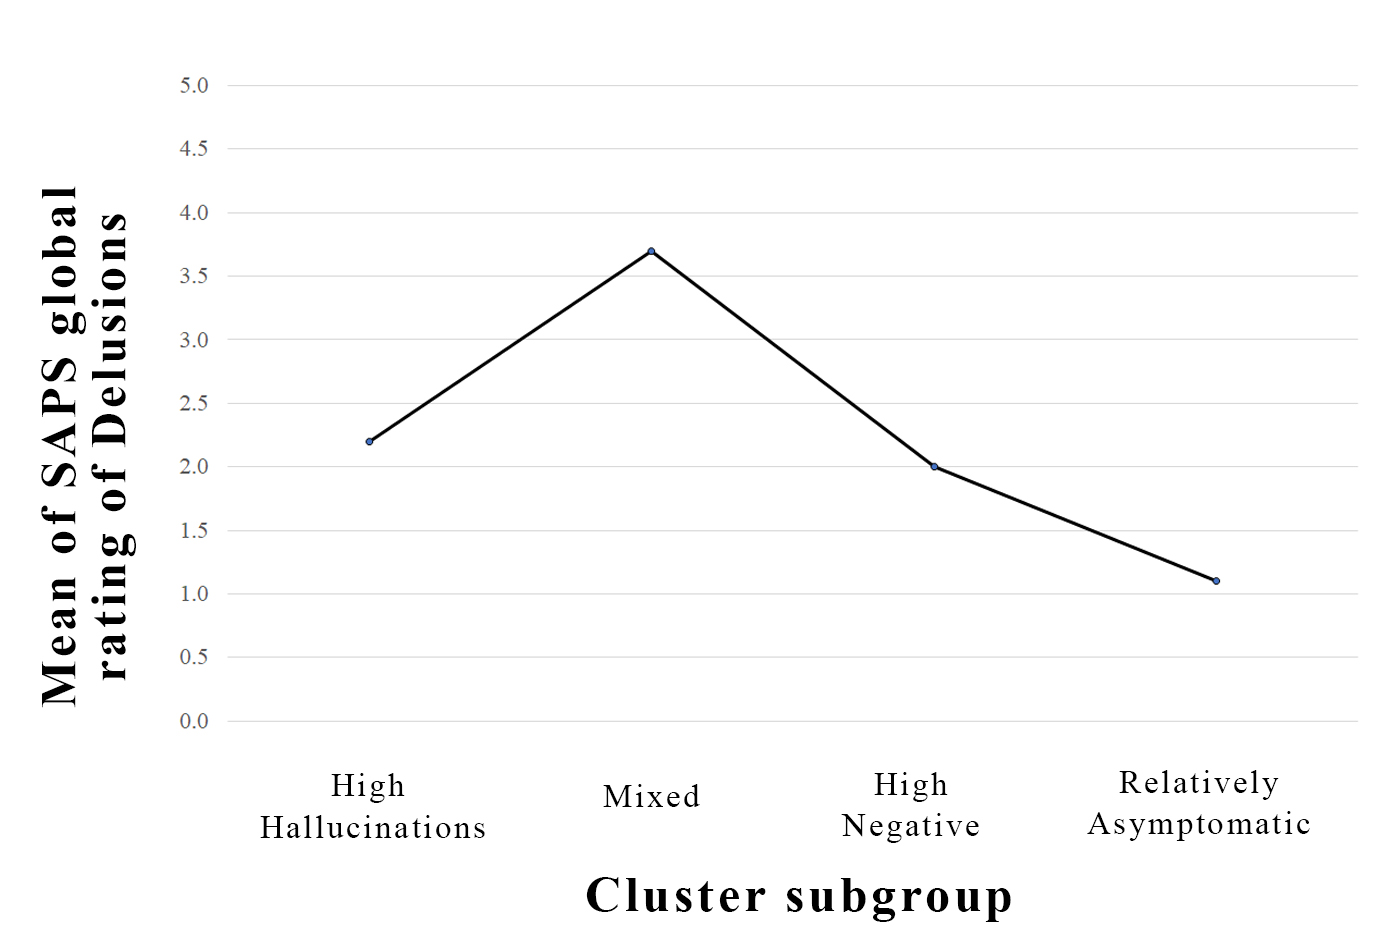 Mean of SAPS global
rating of Delusions
5.0
4.5
4.0
3.5
3.0
2.5
2.0
1.5
1.0
0.5
0.0
High
Hallucinations
Mixed
High
Negative
Relatively
Asymptomatic
Cluster subgroup